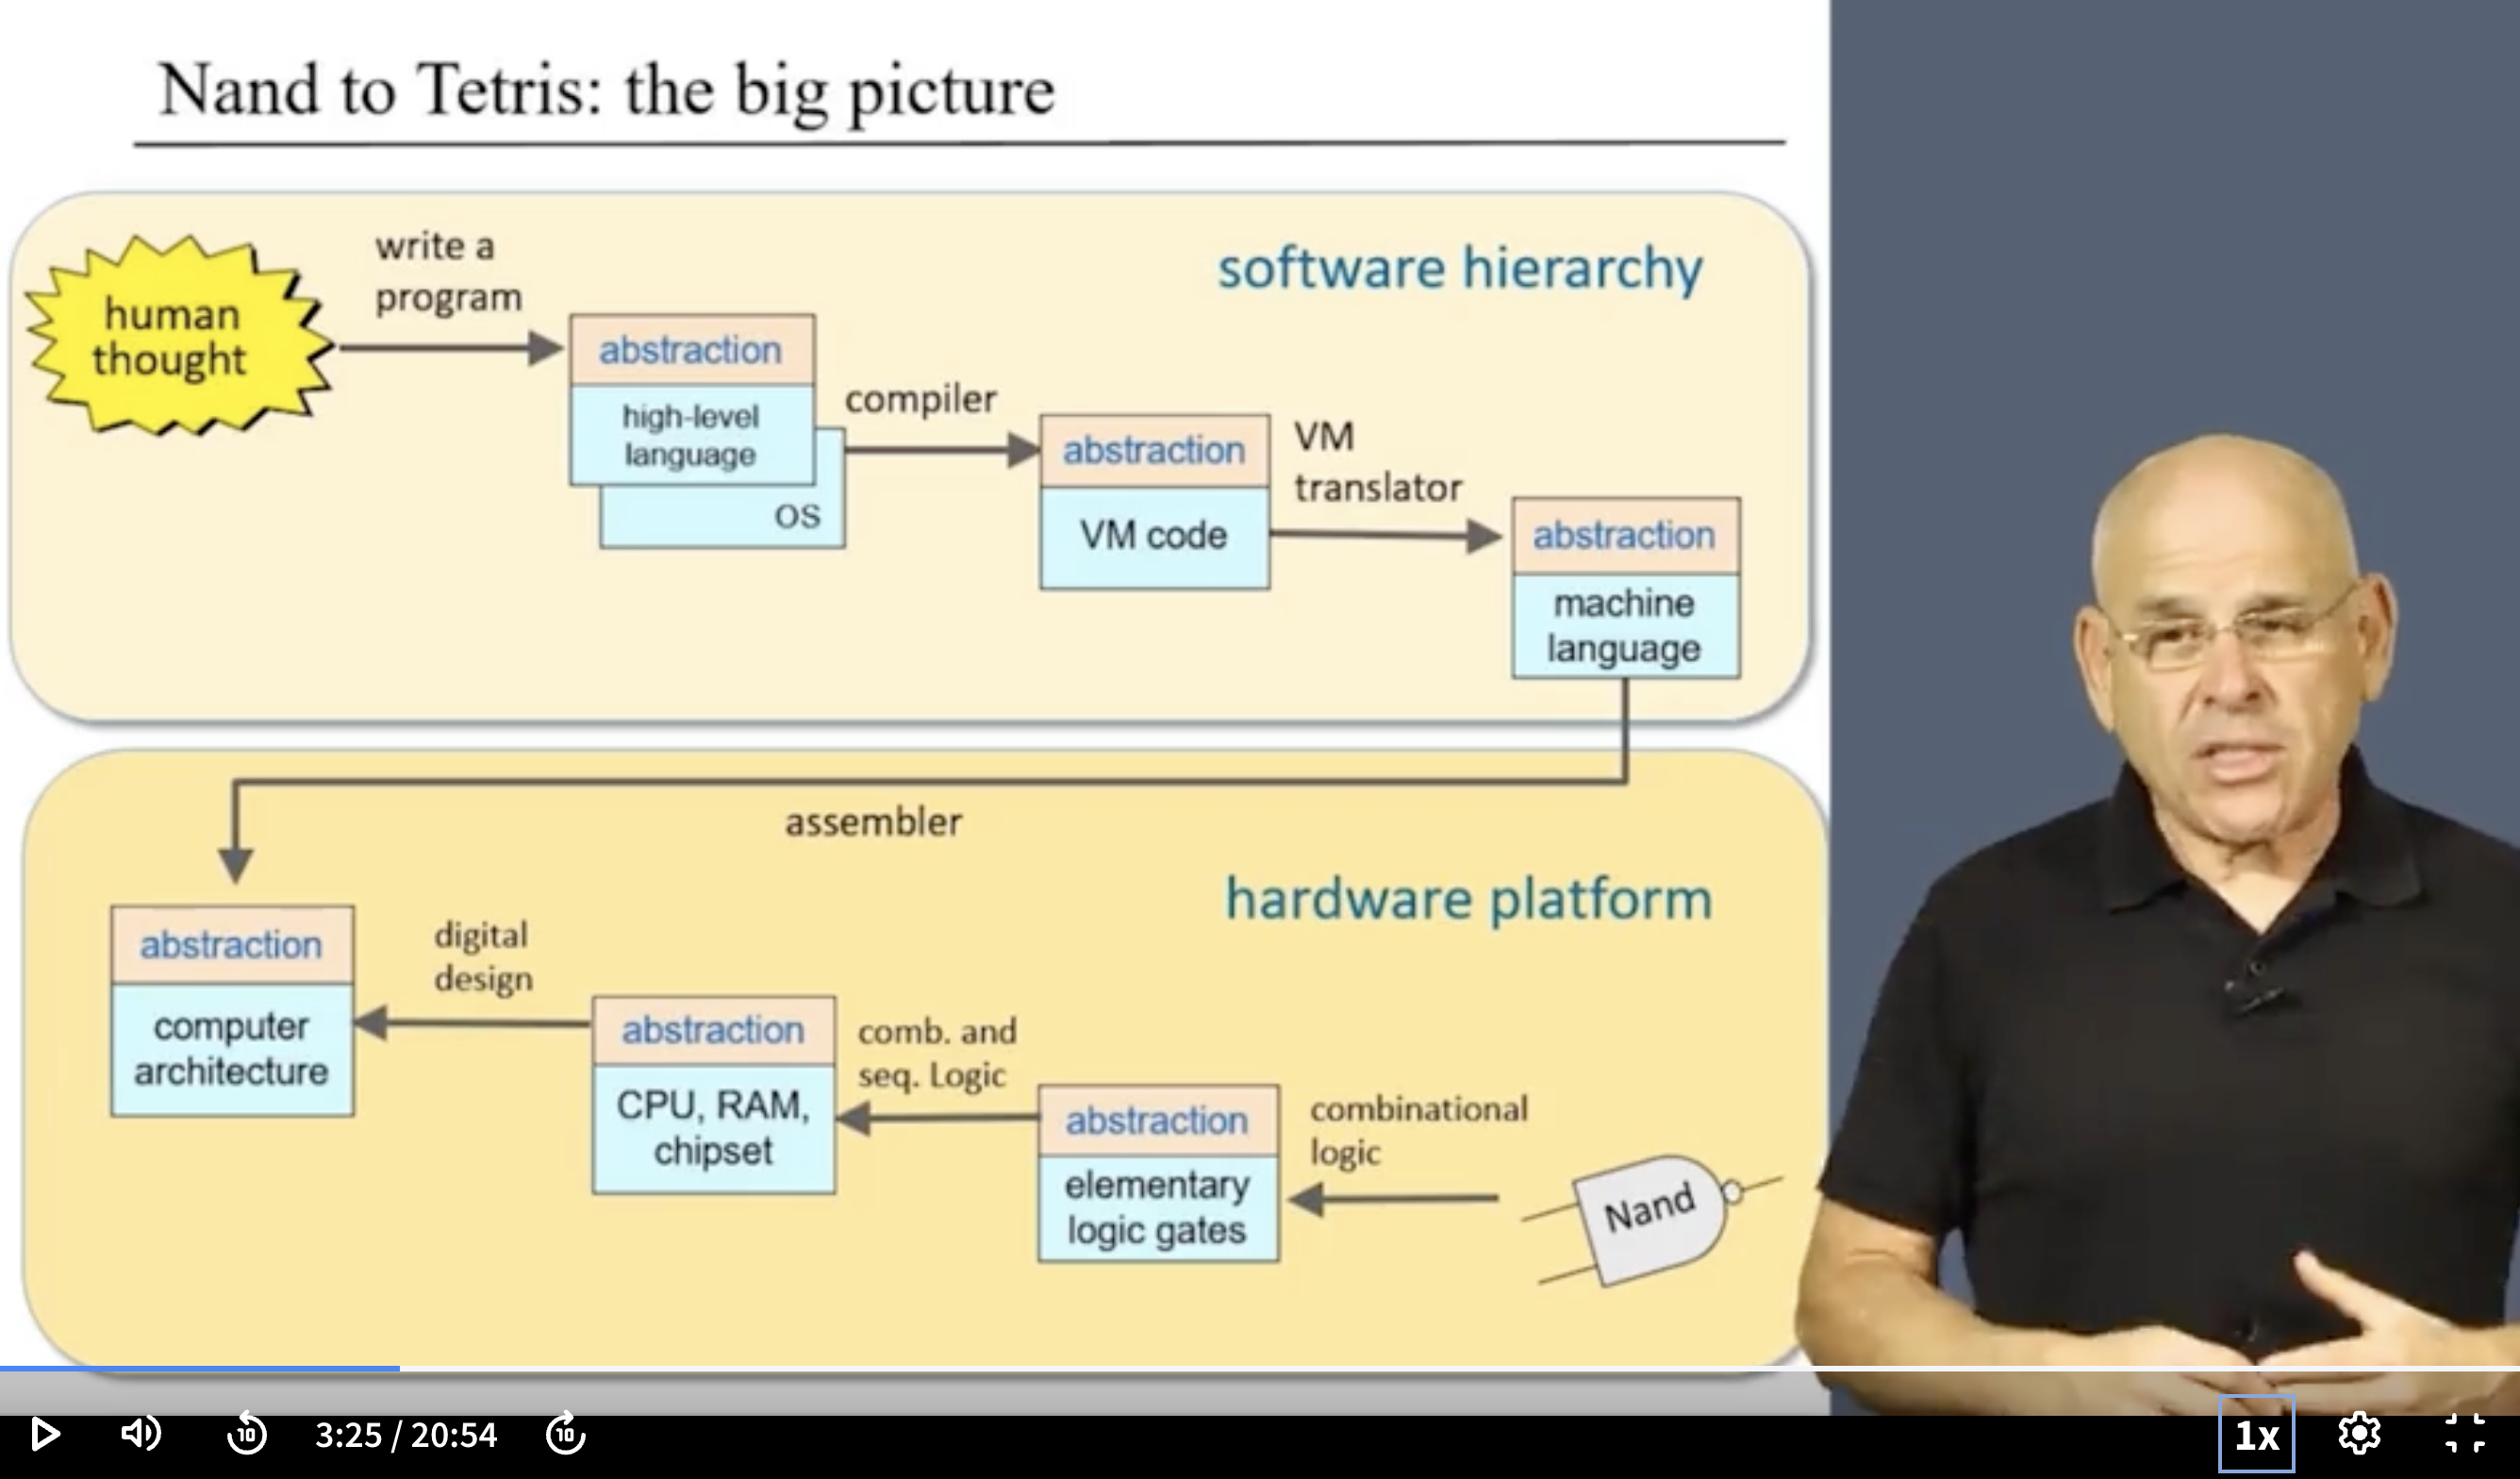 Nand to Tetris: the big picture
software hierarchy
human
thought
write a
program
abstraction
high-level
language
OS
compiler
abstraction
VM code
VM
translator
abstraction
machine
language
assembler
hardware platform
abstraction
computer
architecture
digital
design
abstraction
CPU, RAM,
chipset
comb. and
seq. Logic
abstraction
elementary
logic gates
combinational
logic
Nand
10
3:25 / 20:54
10
1x